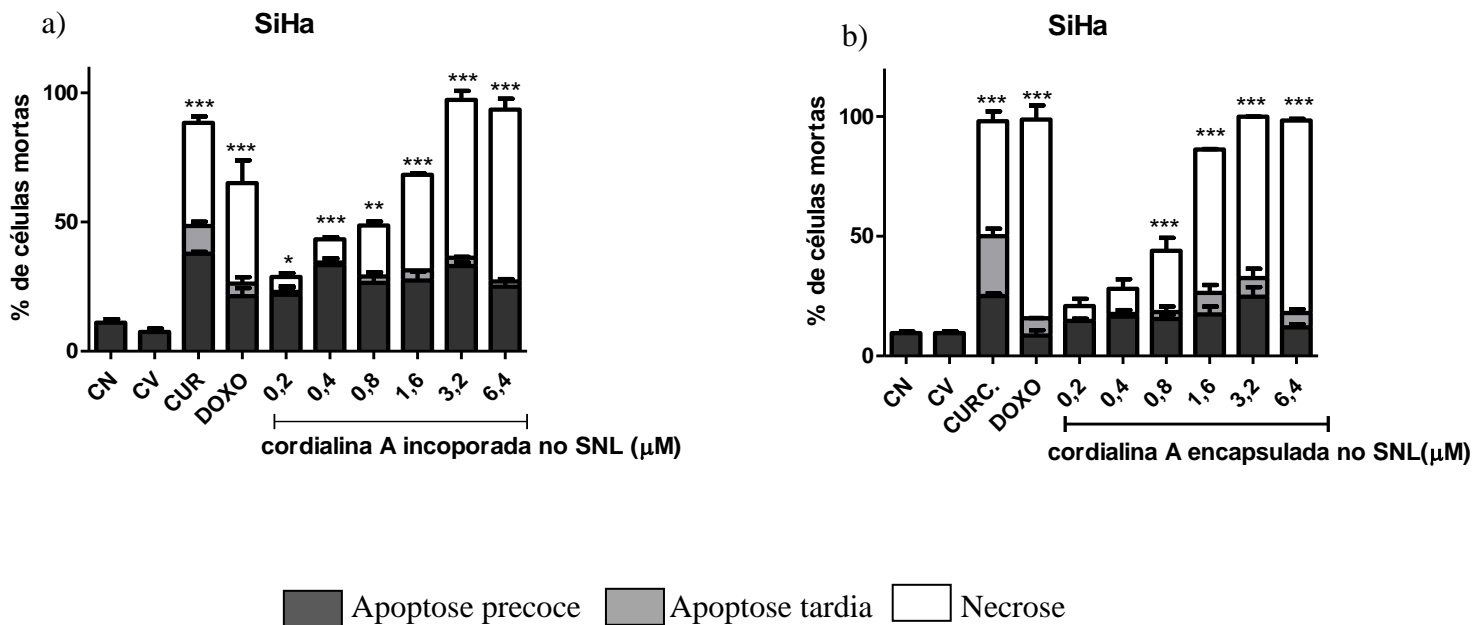 a)
SiHa
% de células mortas
100
50
0
***
***
*
***
**
***
***
***
CN
CV
CUR
DOXO
0,2
0,4
0,8
1,6
3,2
6,4
cordialina A incoporada no SNL (μM)
b)
SiHa
% de células mortas
100
50
0
***
***
***
***
***
***
CN
CV
CURC.
DOXO
0,2
0,4
0,8
1,6
3,2
6,4
cordialina A encapsulada no SNL(μM)
Apoptose precoce
Apoptose tardia
Necrose